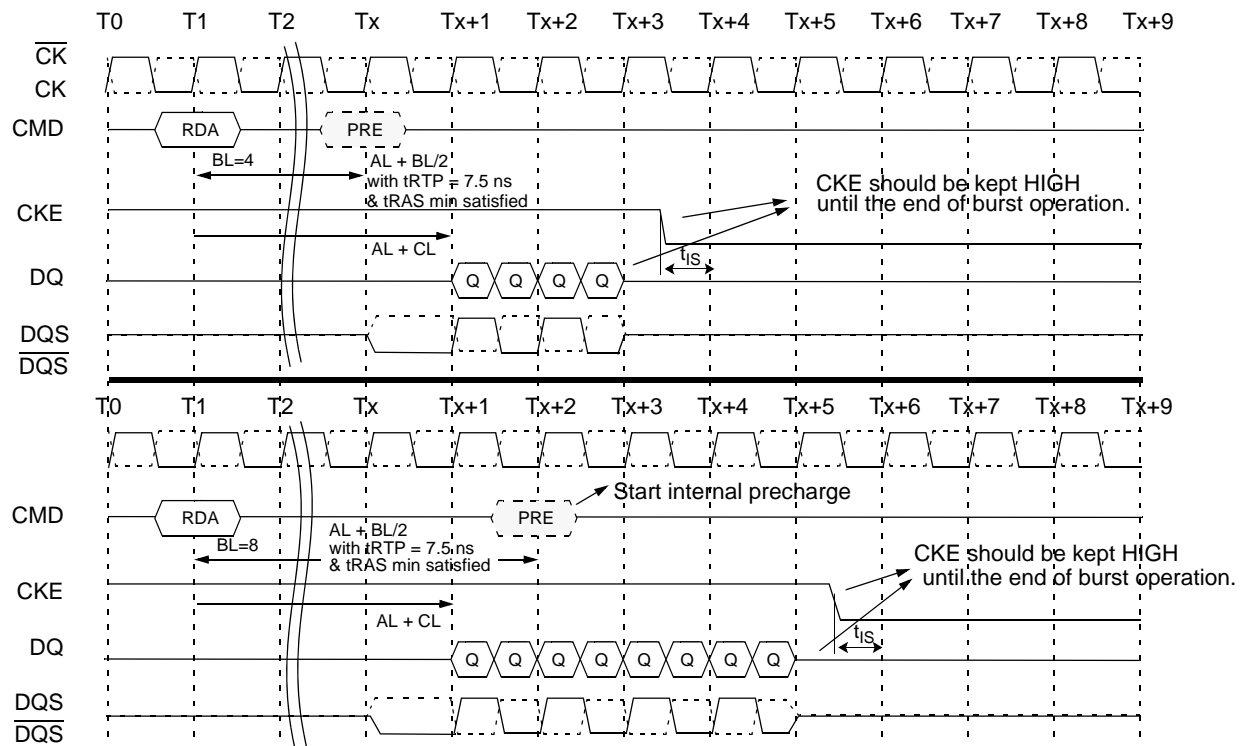 T0 T1 T2 Tx Tx+1 Tx+2 Tx+3 Tx+4 Tx+5 Tx+6 Tx+7 Tx+8 Tx+9
CK
CK
CMD RDA PRE
BL=4 AL + BL/2
with tRTP = 7.5 ns
& tRAS min satisfied
CKE should be kept HIGH
until the end of burst operation.
CKE
AL + CL tIS
DQ Q Q Q Q
DQS
DQS
T0 T1 T2 Tx Tx+1 Tx+2 Tx+3 Tx+4 Tx+5 Tx+6 Tx+7 Tx+8 Tx+9
Start internal precharge
CMD RDA PRE
BL=8 AL + BL/2
with tRTP = 7.5 ns
& tRAS min satisfied
CKE should be kept HIGH
until the end of burst operation.
CKE
AL + CL tIS
DQ Q Q Q Q Q Q Q Q
DQS
DQS